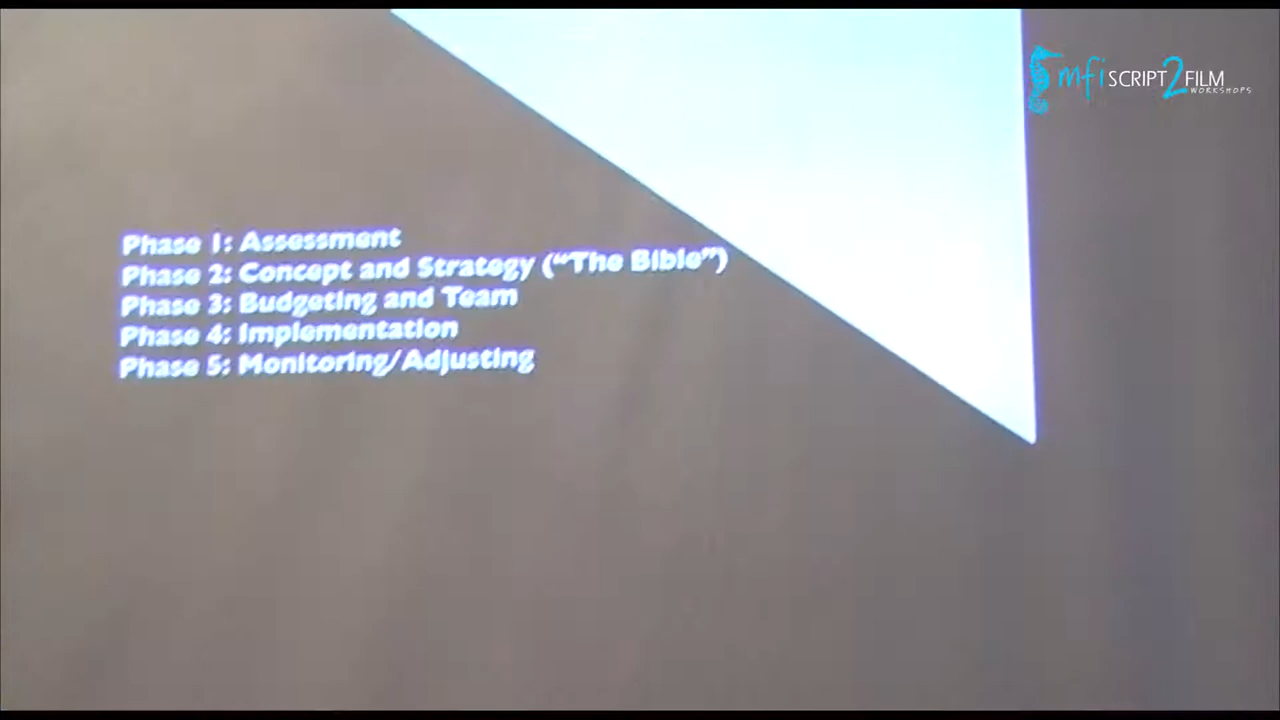 mfi SCRIPT2FILM
WORKSHOPS
Phase 1: Assessment
Phase 2: Concept and Strategy (“The Bible”)
Phase 3: Budgeting and Team
Phase 4: Implementation
Phase 5: Monitoring/Adjusting